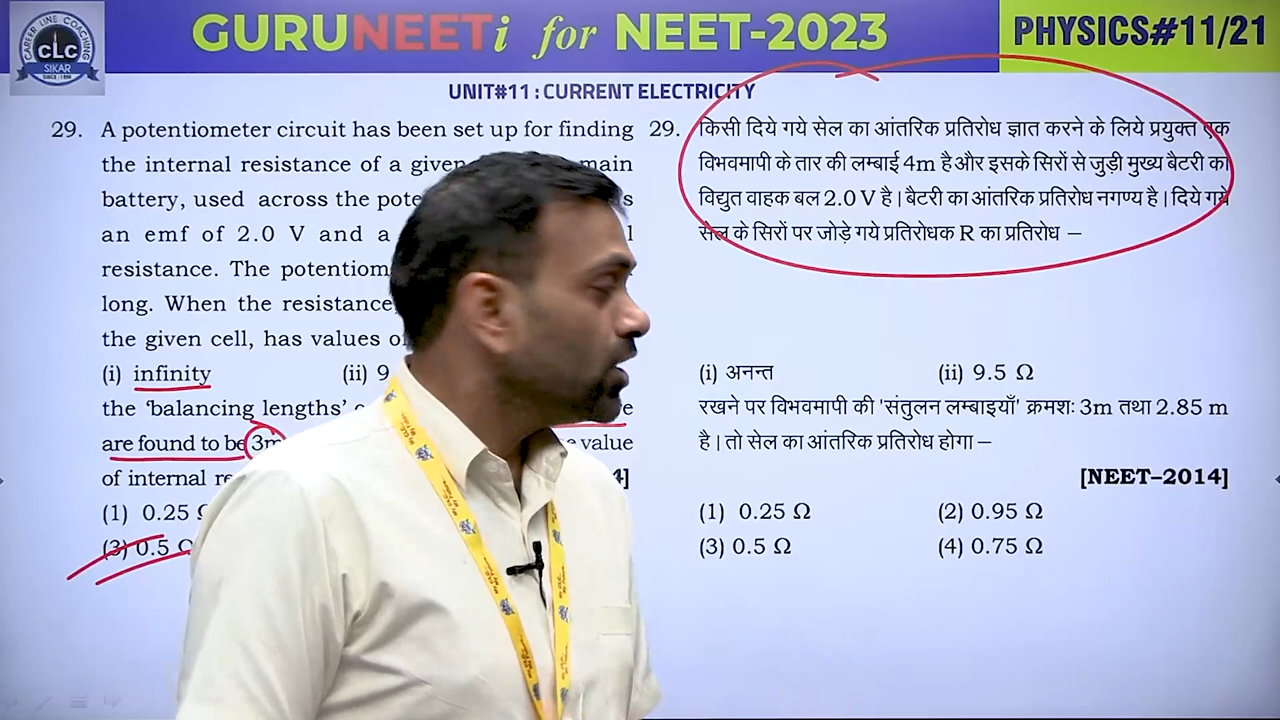 CAREER LINE COACHING
CLC
SIKAR
GURUNEETi for NEET-2023
PHYSICS#11/21
UNIT#11 : CURRENT ELECTRICITY
29. A potentiometer circuit has been set up for finding
the internal resistance of a given main
battery, used across the
an emf of 2.0 V and a
resistance. The
long. When the resistance
the given cell, has values
(i) infinity (ii)
the ‘balancing lengths’
are found to be 3m value
of internal
(1) 0.25
(3) 0.5 Ω
29. किसी दिये गये सेल का आंतरिक प्रतिरोध ज्ञात करने के लिये प्रयुक्त एक
विभवमापी के तार की लम्बाई 4m है और इसके सिरों से जुड़ी मुख्य बैटरी का
विद्युत वाहक बल 2.0 V है। बैटरी का आंतरिक प्रतिरोध नगण्य है। दिये गये
सेल के सिरों पर जोड़े गये प्रतिरोधक R का प्रतिरोध –
(i) अनन्त (ii) 9.5 Ω
रखने पर विभवमापी की 'संतुलन लम्बाइयाँ' क्रमशः 3m तथा 2.85 m
है। तो सेल का आंतरिक प्रतिरोध होगा –
[NEET–2014]
(1) 0.25 Ω (2) 0.95 Ω
(3) 0.5 Ω (4) 0.75 Ω